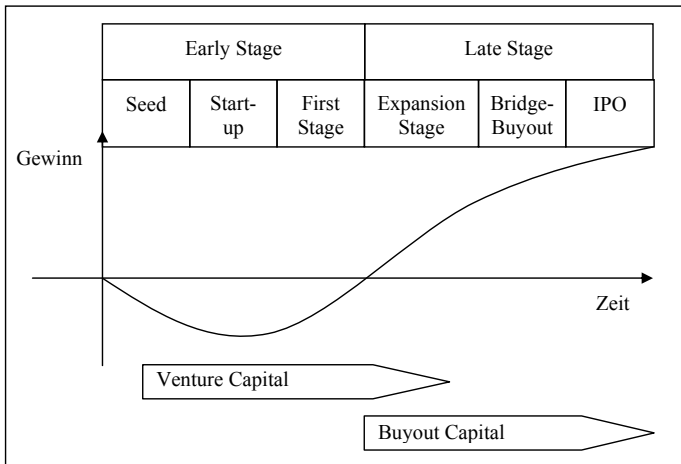 Early Stage
Late Stage
Seed
Start-
up
First
Stage
Expansion
Stage
Bridge-
Buyout
IPO
Gewinn
Zeit
Venture Capital
Buyout Capital